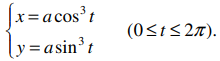 x = a cos³ t
y = a sin³ t
(0 ≤ t ≤ 2π).